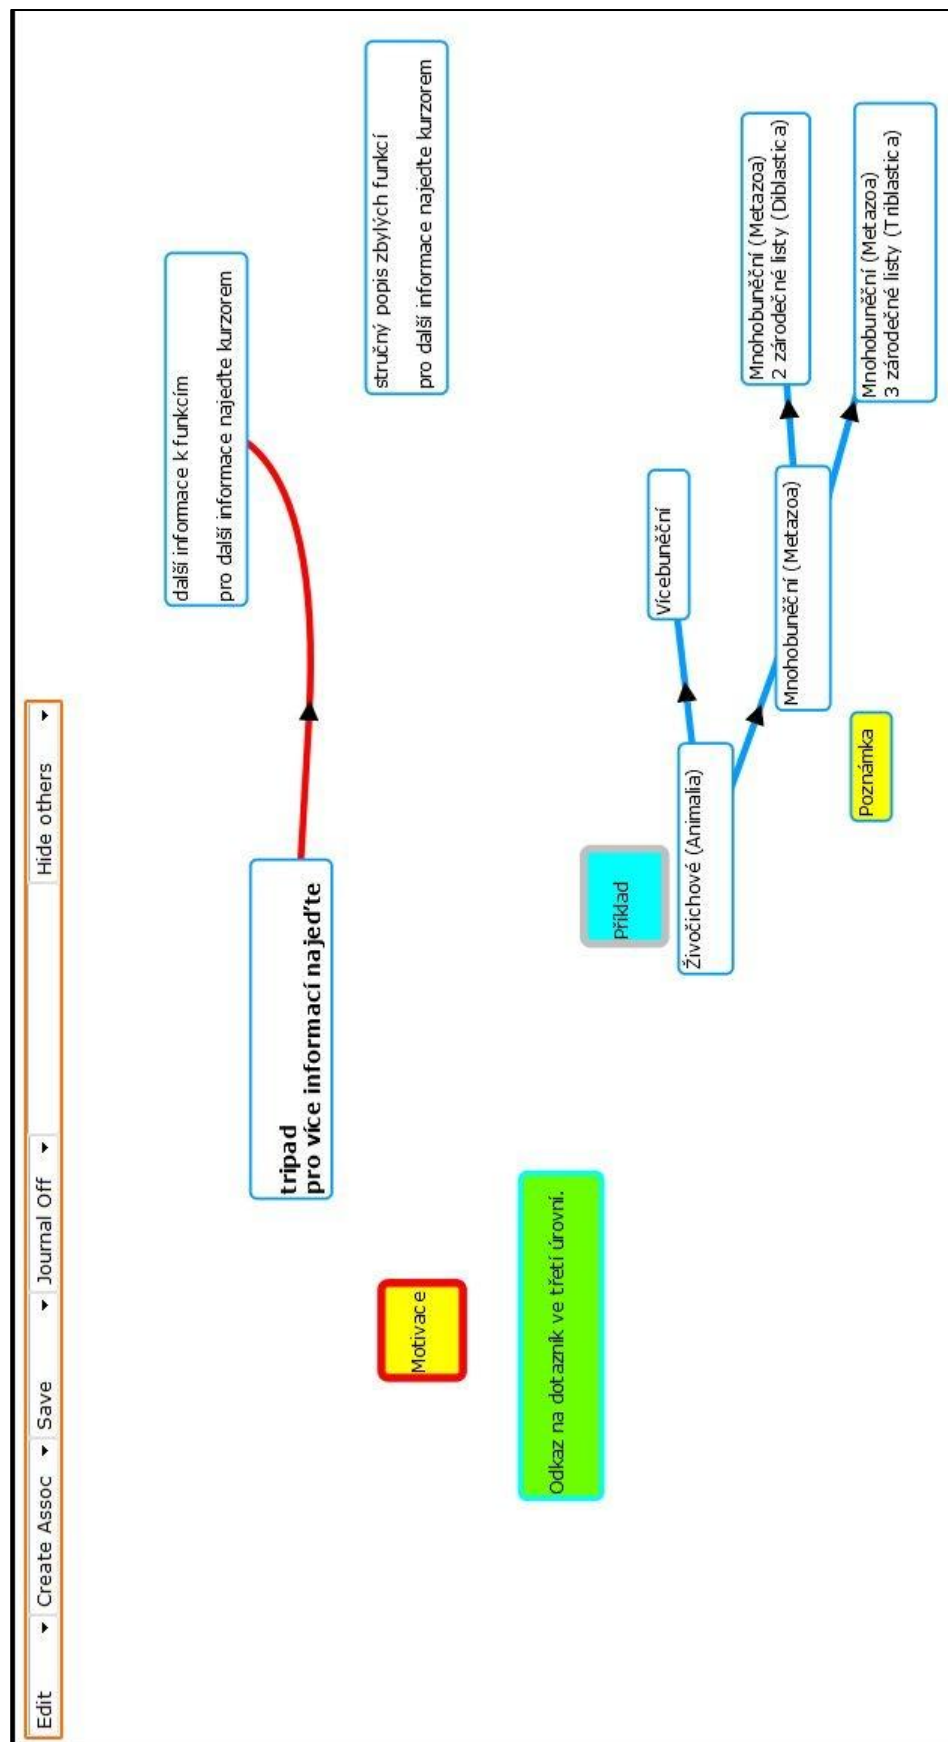 Edit
Create Assoc
Save
Journal Off
Hide others
další informace k funkcím
pro další informace najeďte kurzorem
tripad
pro více informací najeďte
stručný popis zbylých funkcí
pro další informace najeďte kurzorem
Motivace
Odkaz na dotazník ve třetí úrovni.
Příklad
Živočichové (Animalia)
Vícebuněční
Mnohobuněční (Metazoa)
Mnohobuněční (Metazoa)
2 zárodečné listy (Diblastica)
Mnohobuněční (Metazoa)
3 zárodečné listy (Triblastica)
Poznámka